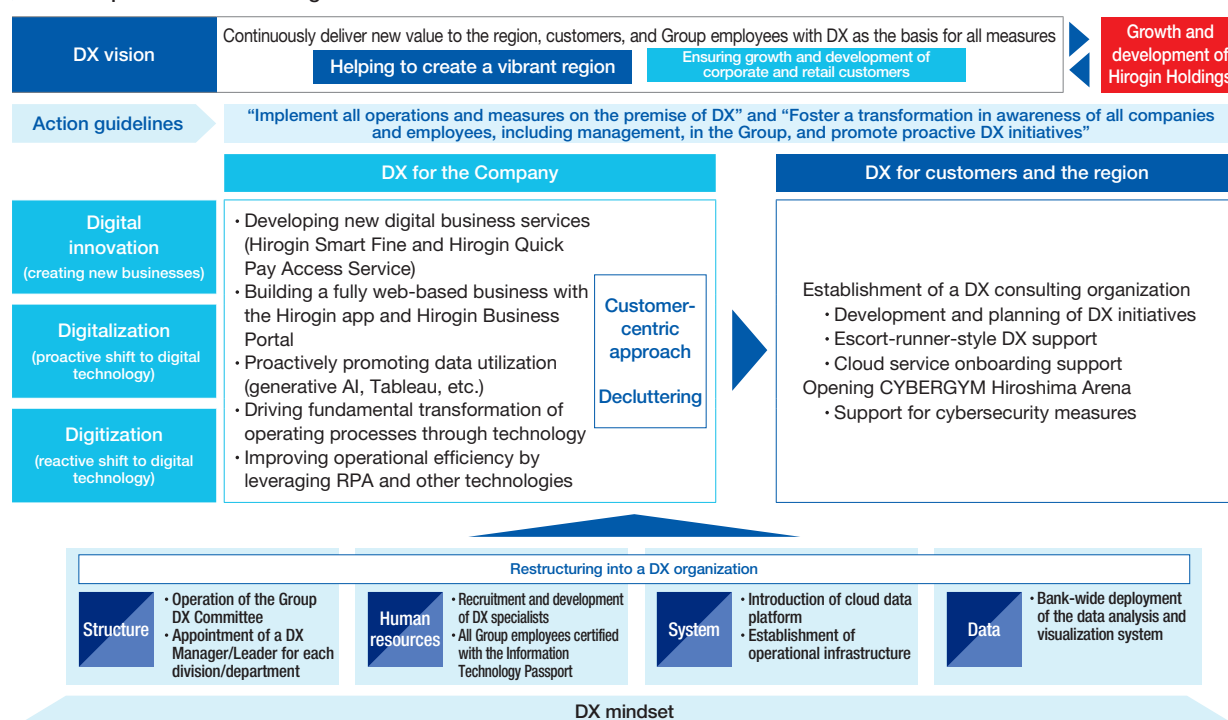 DX vision
Continuously deliver new value to the region, customers, and Group employees with DX as the basis for all measures
Helping to create a vibrant region
Ensuring growth and development of
corporate and retail customers
Growth and
development of
Hirogin Holdings
Action guidelines
“Implement all operations and measures on the premise of DX” and “Foster a transformation in awareness of all companies
and employees, including management, in the Group, and promote proactive DX initiatives”
DX for the Company
DX for customers and the region
Digital
innovation
(creating new businesses)
Digitalization
(proactive shift to digital
technology)
Digitization
(reactive shift to digital
technology)
・Developing new digital business services
(Hirogin Smart Fine and Hirogin Quick
Pay Access Service)
・Building a fully web-based business with
the Hirogin app and Hirogin Business
Portal
・Proactively promoting data utilization
(generative AI, Tableau, etc.)
・Driving fundamental transformation of
operating processes through technology
・Improving operational efficiency by
leveraging RPA and other technologies
Customer-
centric
approach
Decluttering
Establishment of a DX consulting organization
・Development and planning of DX initiatives
・Escort-runner-style DX support
・Cloud service onboarding support
Opening CYBERGYM Hiroshima Arena
・Support for cybersecurity measures
Restructuring into a DX organization
Structure
・Operation of the Group
DX Committee
・Appointment of a DX
Manager/Leader for each
division/department
Human
resources
・Recruitment and development
of DX specialists
・All Group employees certified
with the Information
Technology Passport
System
・Introduction of cloud data
platform
・Establishment of
operational infrastructure
Data
・Bank-wide deployment
of the data analysis and
visualization system
DX mindset